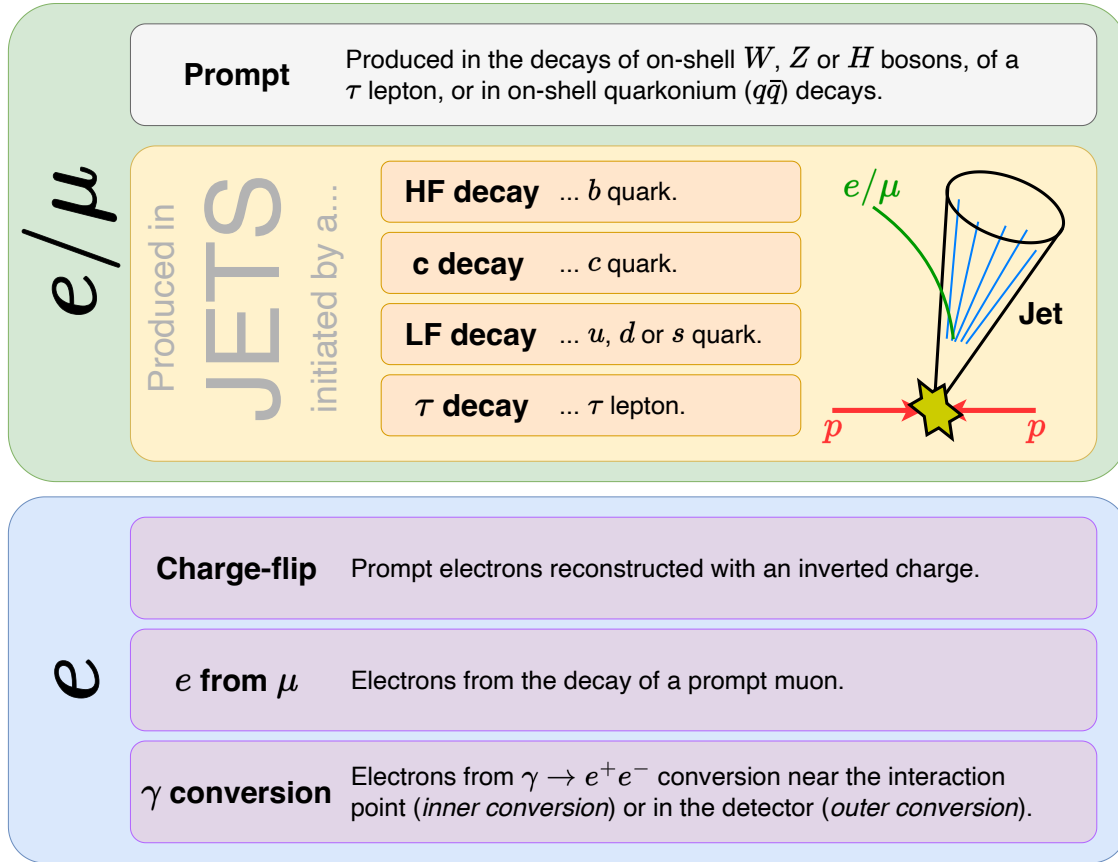 e/μ
Prompt
Produced in the decays of on-shell W, Z or H bosons, of a
τ lepton, or in on-shell quarkonium (qq̄) decays.
Produced in
JETS
initiated by a...
HF decay ... b quark.
c decay ... c quark.
LF decay ... u, d or s quark.
τ decay ... τ lepton.
e/μ
Jet
p
p
e
Charge-flip Prompt electrons reconstructed with an inverted charge.
e from μ Electrons from the decay of a prompt muon.
γ conversion
Electrons from γ → e⁺e⁻ conversion near the interaction
point (inner conversion) or in the detector (outer conversion).